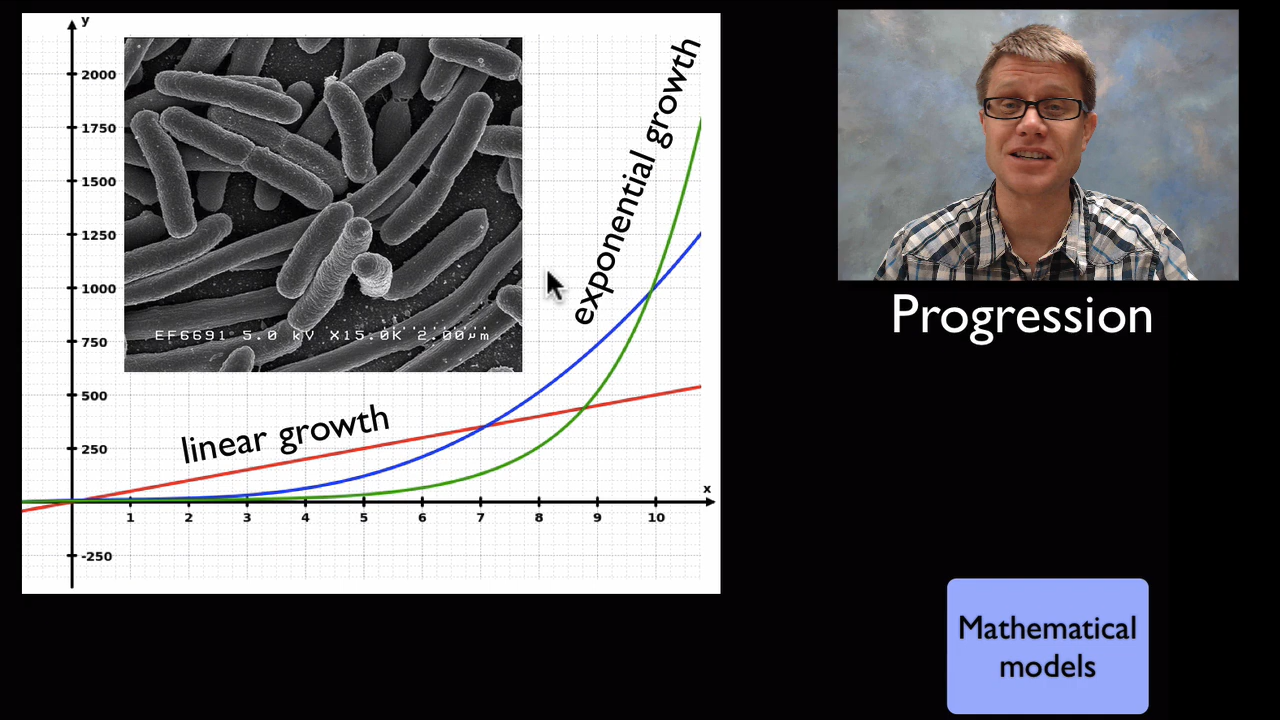 y
2000
1750
1500
1250
1000
750
500
250
-250
x
1 2 3 4 5 6 7 8 9 10
EF6691 5.0 kV X15.0K 2.00µm
linear growth
exponential growth
Progression
Mathematical
models